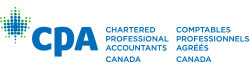 CPA
CHARTERED
PROFESSIONAL
ACCOUNTANTS
CANADA
COMPTABLES
PROFESSIONNELS
AGRÉÉS
CANADA